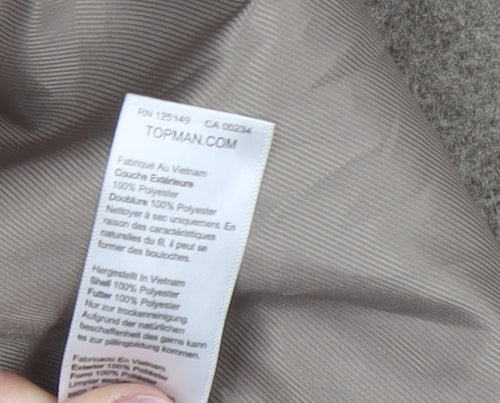 RN 125149 CA 00234
TOPMAN.COM
Fabriqué Au Vietnam
Couche Extérieure
100% Polyester
Doublure 100% Polyester
Nettoyer à sec uniquement. En
raison des caractéristiques
naturelles du fil, il peut se
former des bouloches.
Hergestellt In Vietnam
Shell 100% Polyester
Futter 100% Polyester
Nur zur trockenreinigung.
Aufgrund der natürlichen
beschaffenheit des garns kann
es zur pillingbildung kommen.
Fabricado En Vietnam
Exterior 100% Polyester
Forro 100% Poliéster
Limpiar